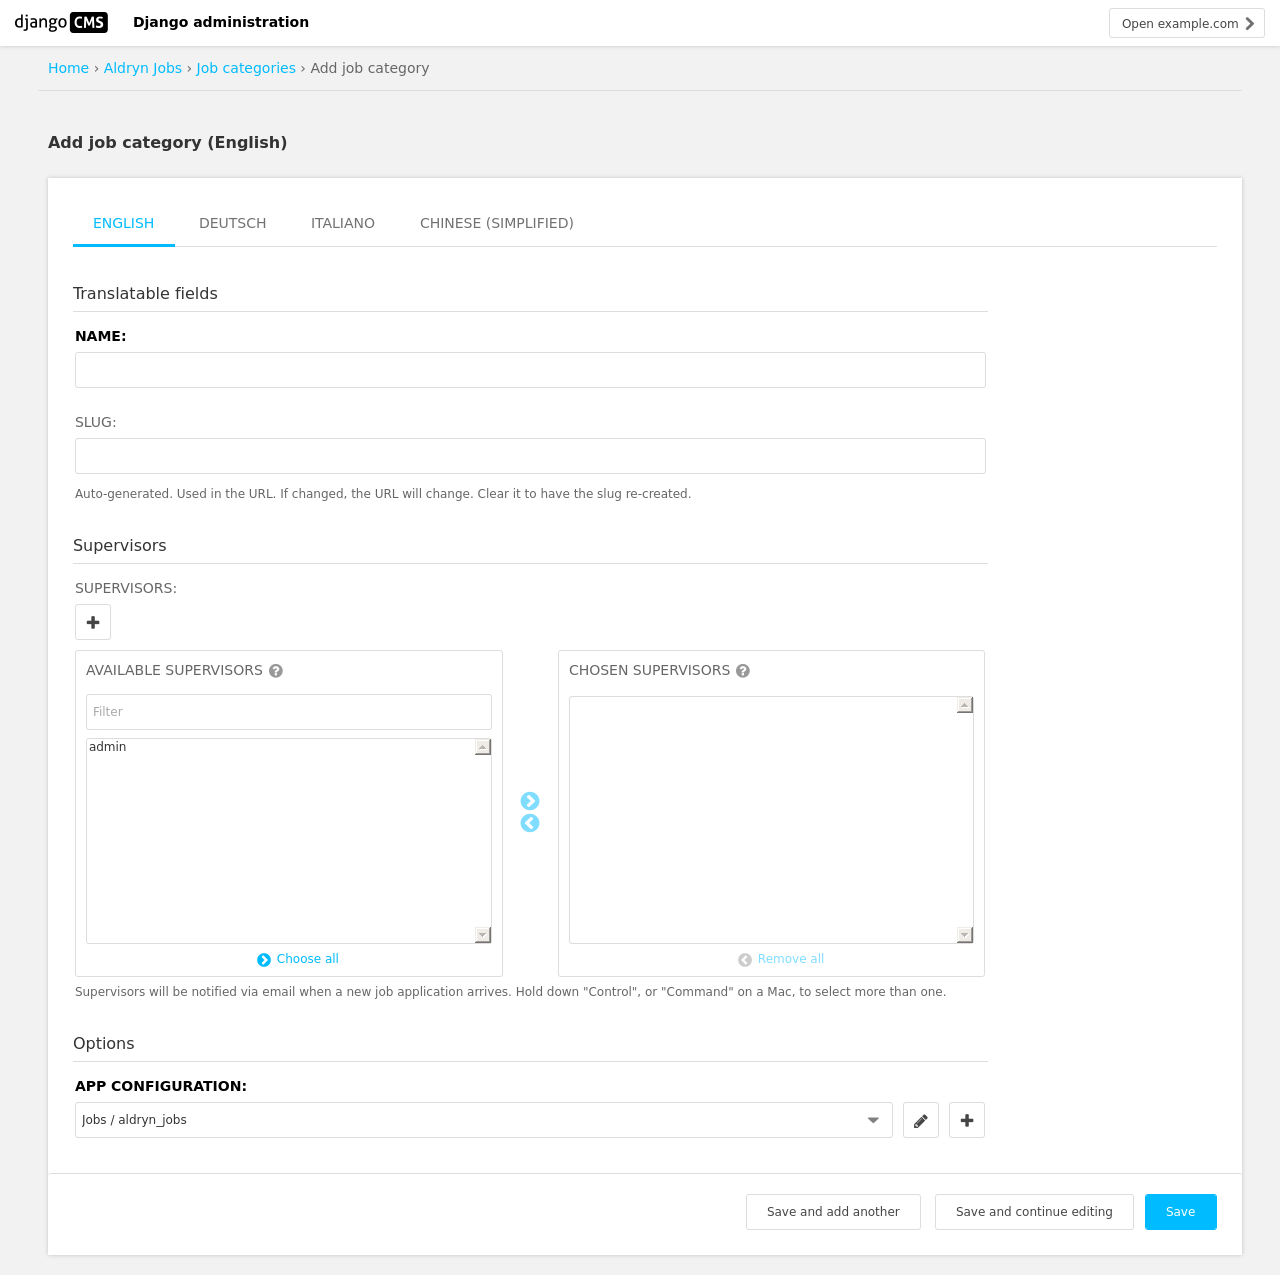 django CMS Django administration Open example.com
Home › Aldryn Jobs › Job categories › Add job category
Add job category (English)
ENGLISH DEUTSCH ITALIANO CHINESE (SIMPLIFIED)
Translatable fields
NAME:
SLUG:
Auto-generated. Used in the URL. If changed, the URL will change. Clear it to have the slug re-created.
Supervisors
SUPERVISORS:
AVAILABLE SUPERVISORS ? CHOSEN SUPERVISORS ?
Filter
admin
Choose all Remove all
Supervisors will be notified via email when a new job application arrives. Hold down "Control", or "Command" on a Mac, to select more than one.
Options
APP CONFIGURATION:
Jobs / aldryn_jobs
Save and add another Save and continue editing Save